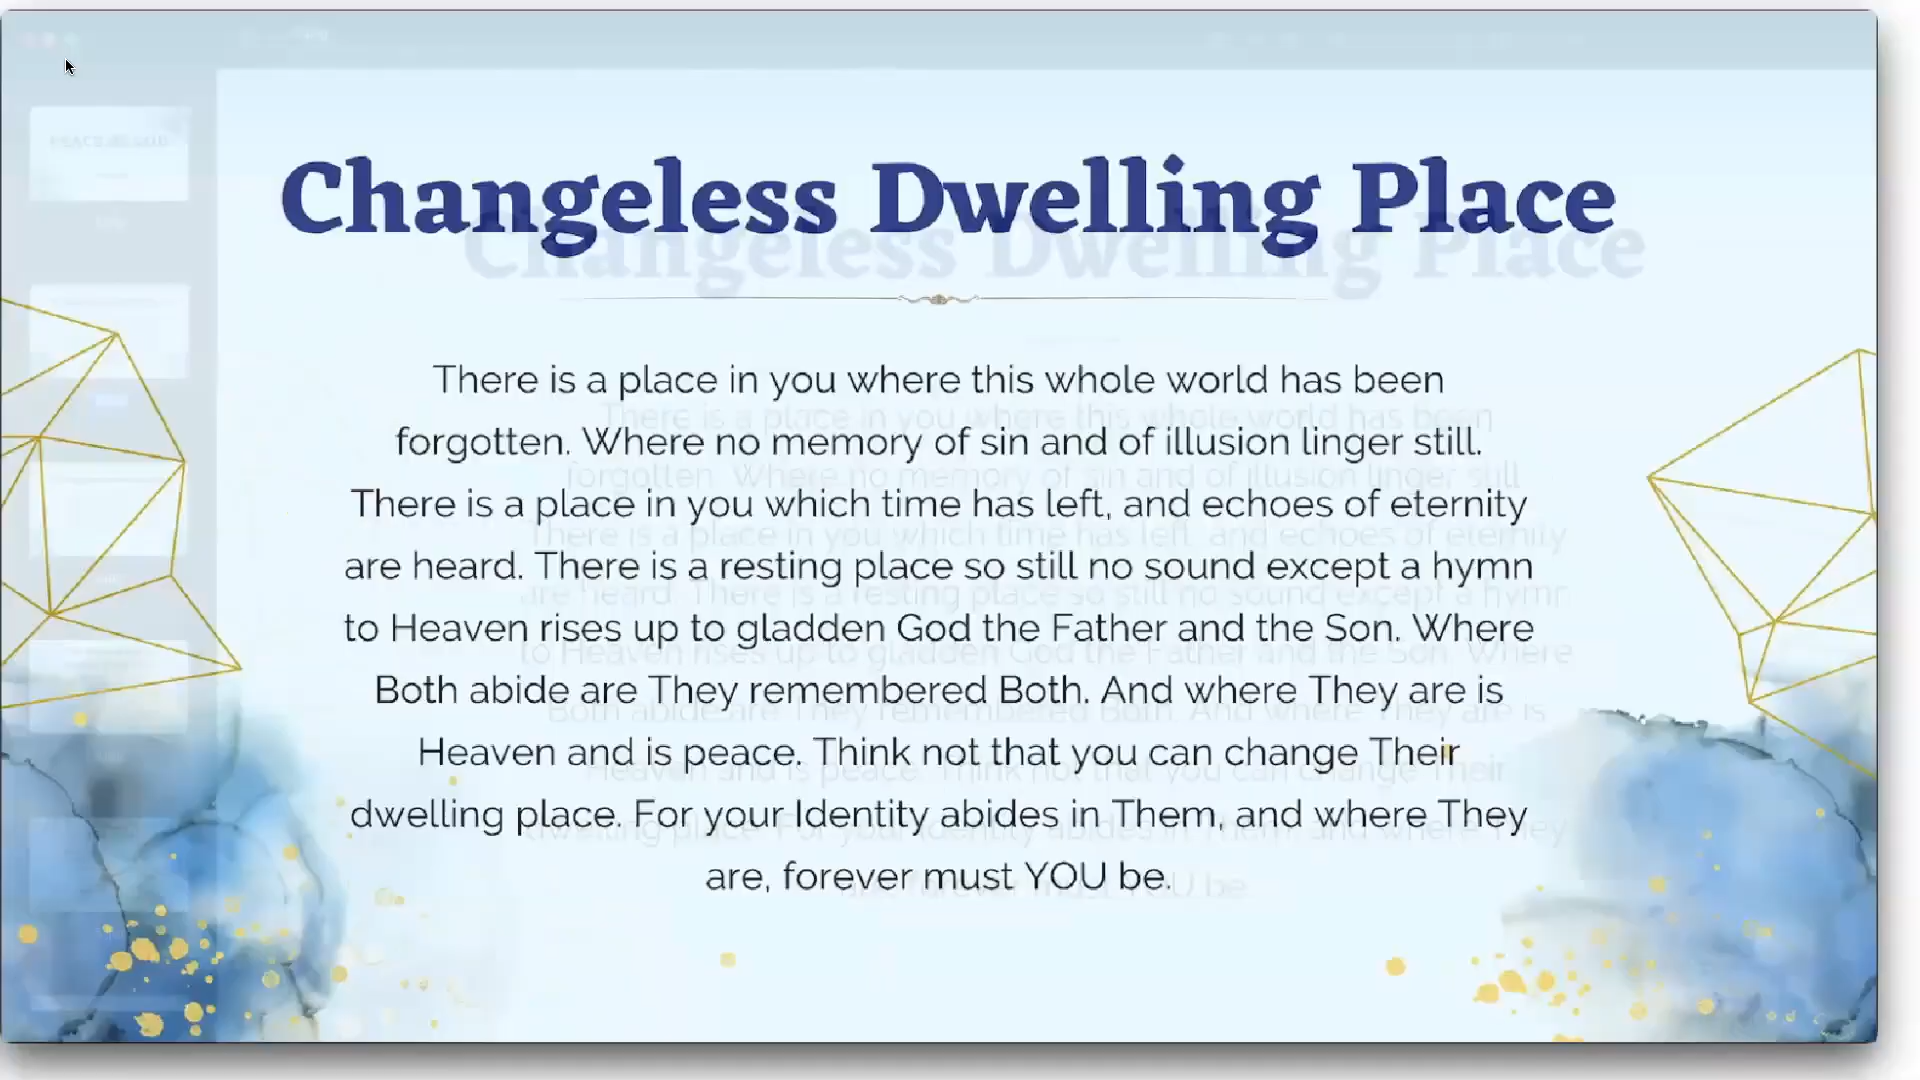 Changeless Dwelling Place
There is a place in you where this whole world has been
forgotten. Where no memory of sin and of illusion linger still.
There is a place in you which time has left, and echoes of eternity
are heard. There is a resting place so still no sound except a hymn
to Heaven rises up to gladden God the Father and the Son. Where
Both abide are They remembered Both. And where They are is
Heaven and is peace. Think not that you can change Their
dwelling place. For your Identity abides in Them, and where They
are, forever must YOU be.